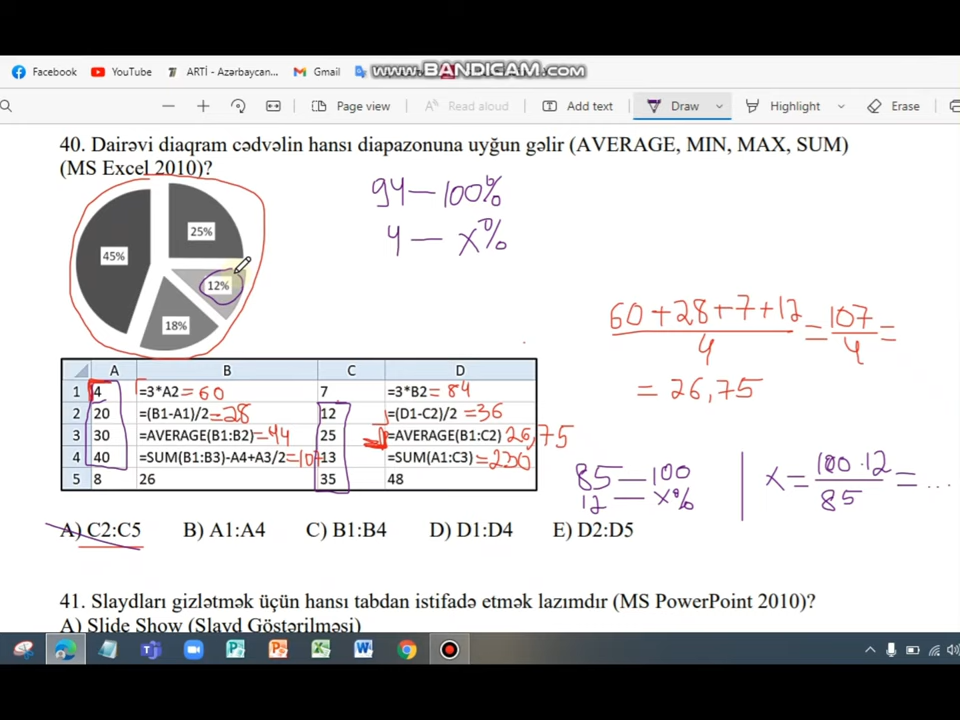 Facebook YouTube ARTİ - Azərbaycan... Gmail www.BANDICAM.com
Page view Read aloud Add text Draw Highlight Erase
40. Dairəvi diaqram cədvəlin hansı diapazonuna uyğun gəlir (AVERAGE, MIN, MAX, SUM)
(MS Excel 2010)?
94 — 100%
4 — x%
25%
45%
12%
18%
60 + 28 + 7 + 12 / 4 = 107 / 4 =
= 26,75
A B C D
1 4 =3*A2 = 60 7 =3*B2 = 84
2 20 =(B1-A1)/2 = 28 12 =(D1-C2)/2 = 36
3 30 =AVERAGE(B1:B2) = 44 25 =AVERAGE(B1:C2) 26,75
4 40 =SUM(B1:B3)-A4+A3/2 = 107 13 =SUM(A1:C3) = 230
5 8 26 35 48
85 — 100
12 — x%
x = 100 · 12 / 85 = ...
A) C2:C5 B) A1:A4 C) B1:B4 D) D1:D4 E) D2:D5
41. Slaydları gizlətmək üçün hansı tabdan istifadə etmək lazımdır (MS PowerPoint 2010)?
A) Slide Show (Slayd Göstərilməsi)